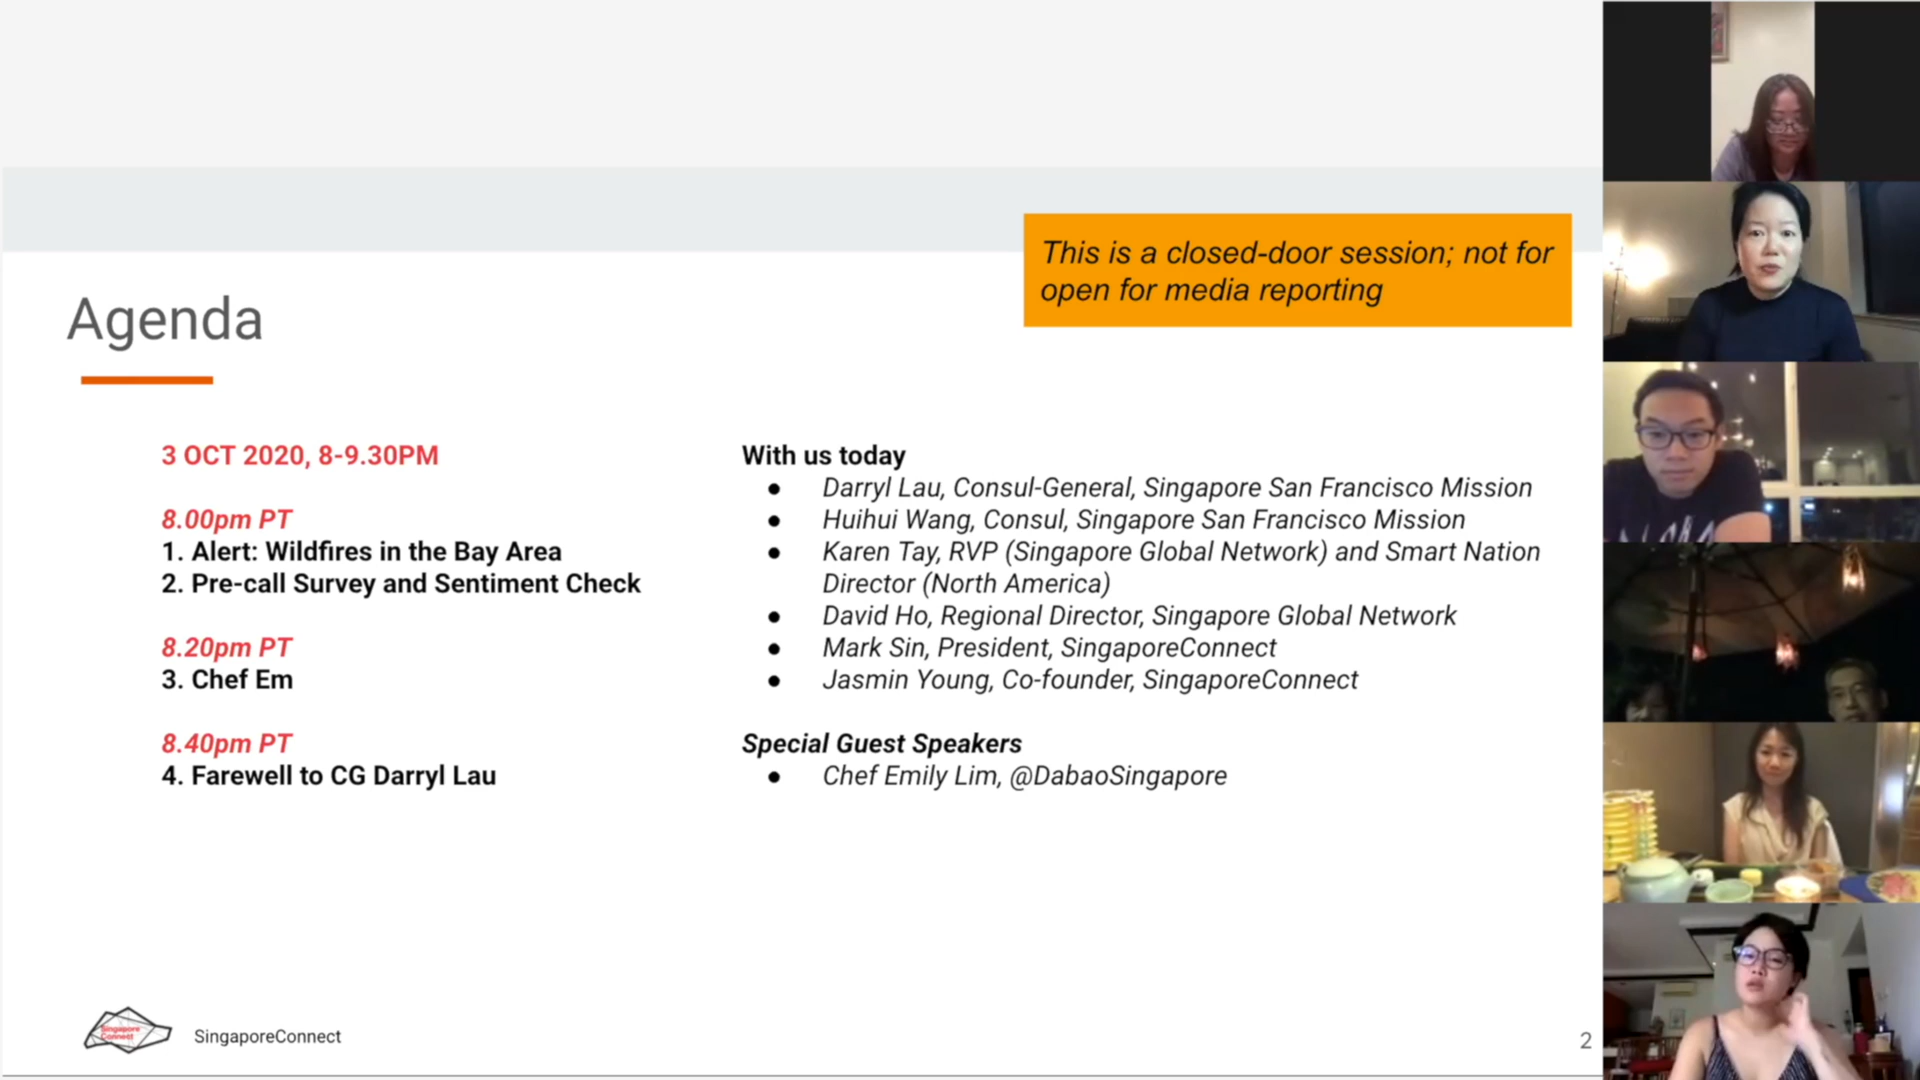 This is a closed-door session; not for
open for media reporting
Agenda
3 OCT 2020, 8-9.30PM
8.00pm PT
1. Alert: Wildfires in the Bay Area
2. Pre-call Survey and Sentiment Check
8.20pm PT
3. Chef Em
8.40pm PT
4. Farewell to CG Darryl Lau
With us today
● Darryl Lau, Consul-General, Singapore San Francisco Mission
● Huihui Wang, Consul, Singapore San Francisco Mission
● Karen Tay, RVP (Singapore Global Network) and Smart Nation
Director (North America)
● David Ho, Regional Director, Singapore Global Network
● Mark Sin, President, SingaporeConnect
● Jasmin Young, Co-founder, SingaporeConnect
Special Guest Speakers
● Chef Emily Lim, @DabaoSingapore
Singapore
Connect
SingaporeConnect
2